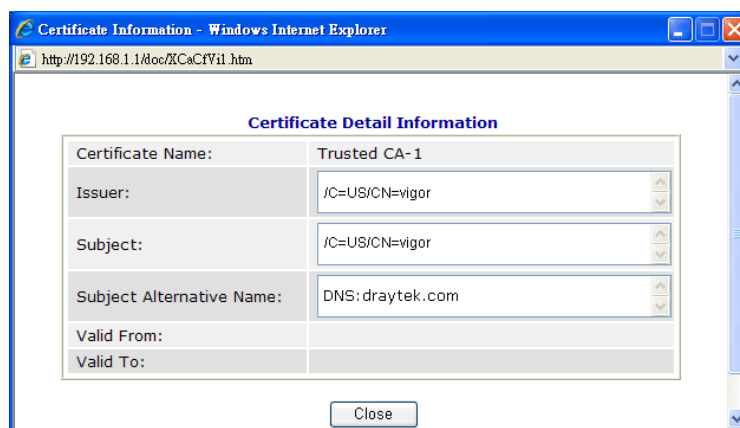 Certificate Information - Windows Internet Explorer
http://192.168.1.1/doc/XCaCfVi1.htm
Certificate Detail Information
Certificate Name: Trusted CA-1
Issuer: /C=US/CN=vigor
Subject: /C=US/CN=vigor
Subject Alternative Name: DNS:draytek.com
Valid From:
Valid To:
Close